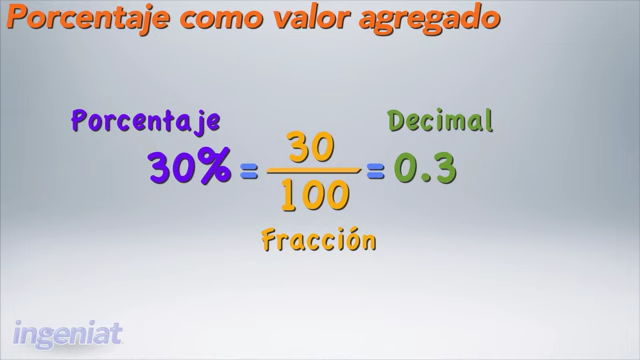 Porcentaje como valor agregado
Porcentaje
Decimal
30% = 30/100 = 0.3
Fracción
ingeniat